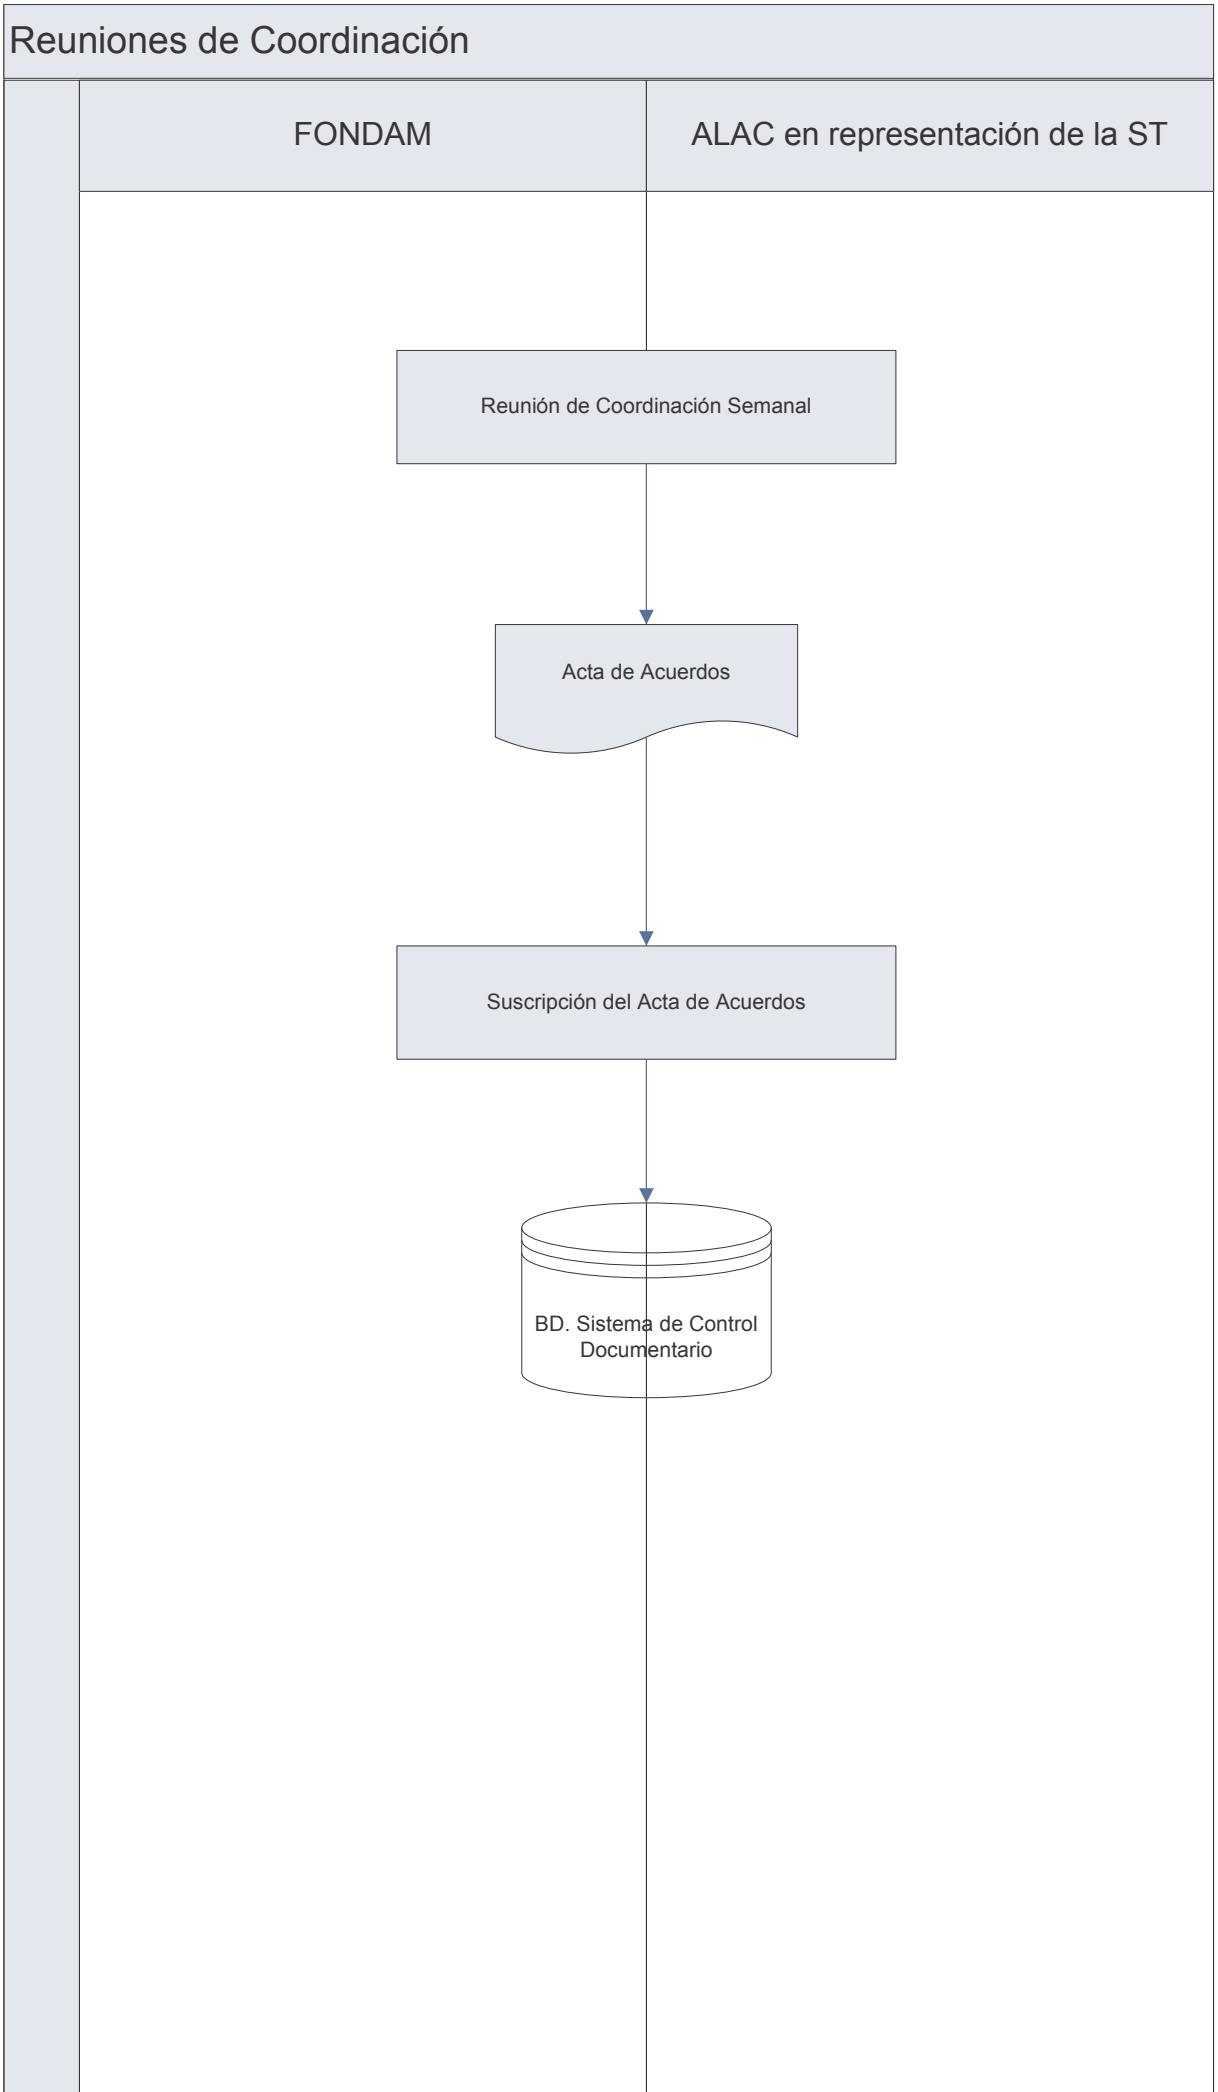 Reuniones de Coordinación
FONDAM
ALAC en representación de la ST
Reunión de Coordinación Semanal
Acta de Acuerdos
Suscripción del Acta de Acuerdos
BD. Sistema de Control
Documentario